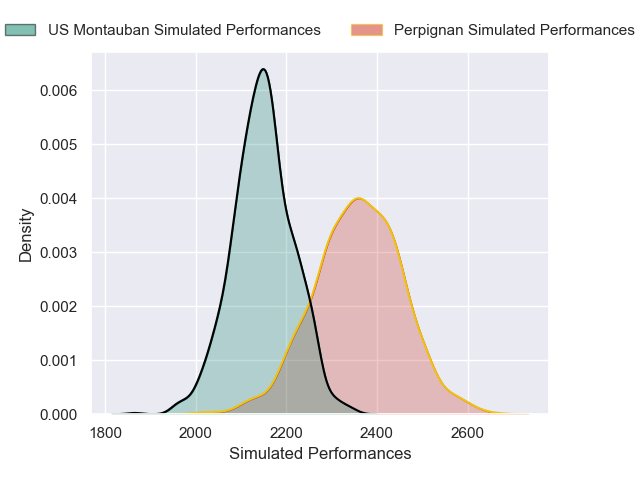 US Montauban Simulated Performances
Perpignan Simulated Performances
0.006
0.005
0.004
0.003
0.002
0.001
0.000
Density
1800 2000 2200 2400 2600
Simulated Performances